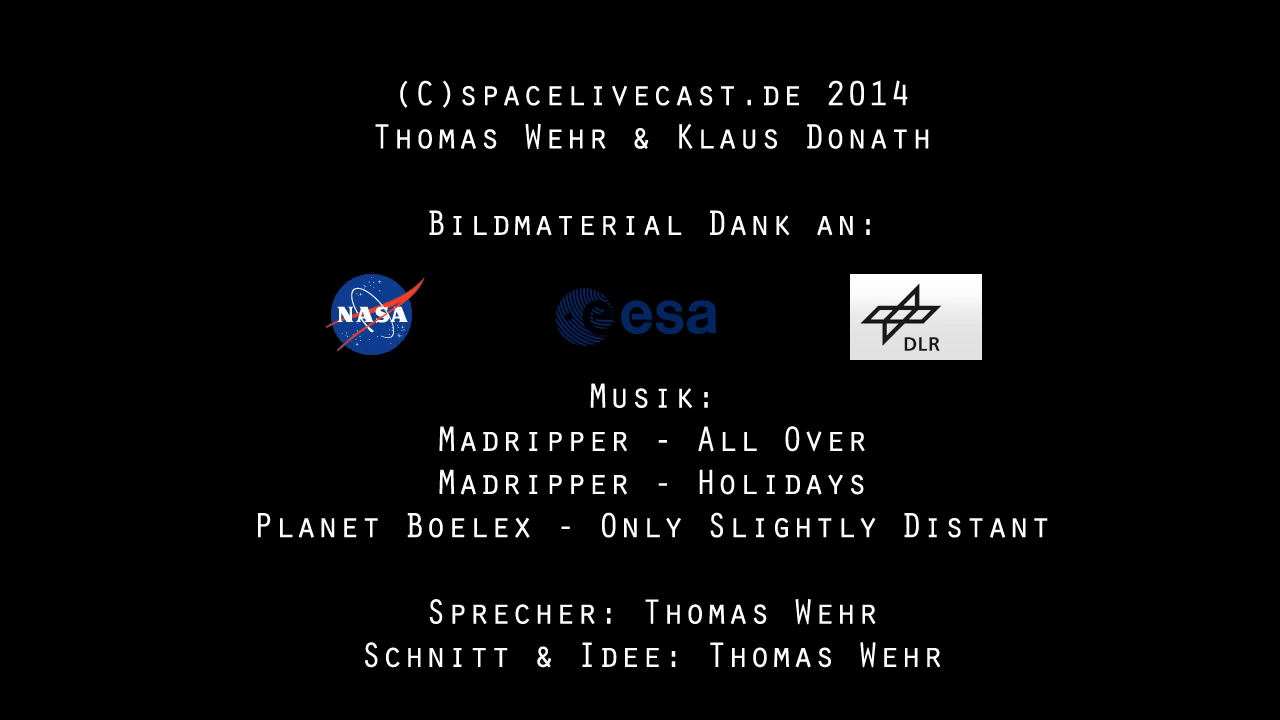 (C)spacelivecast.de 2014
Thomas Wehr & Klaus Donath
Bildmaterial Dank an:
NASA
esa
DLR
Musik:
Madripper - All Over
Madripper - Holidays
Planet Boelex - Only Slightly Distant
Sprecher: Thomas Wehr
Schnitt & Idee: Thomas Wehr